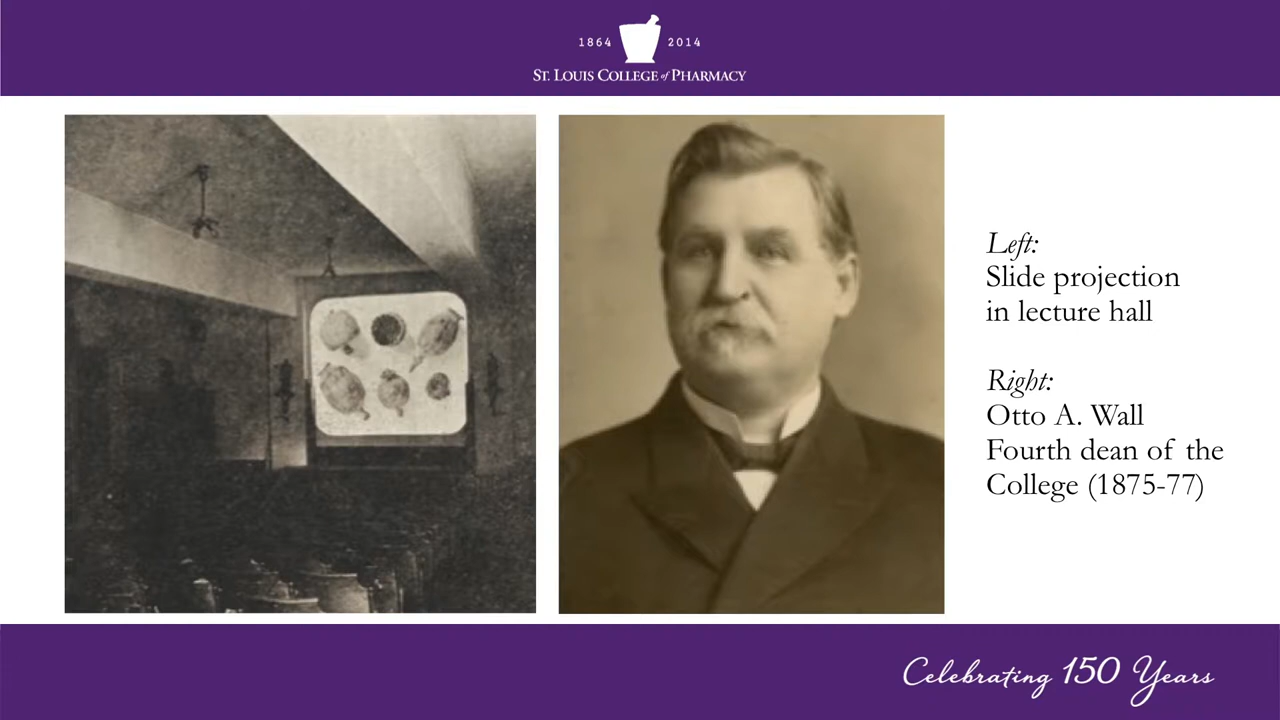 1864 2014
ST. LOUIS COLLEGE of PHARMACY
Left:
Slide projection
in lecture hall
Right:
Otto A. Wall
Fourth dean of the
College (1875-77)
Celebrating 150 Years